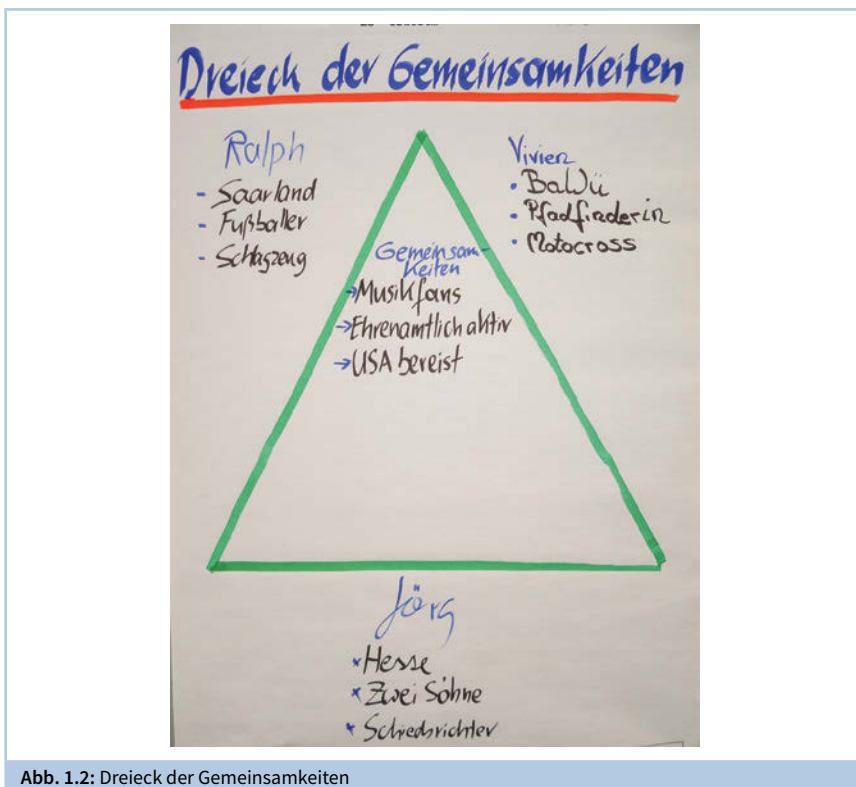 Dreieck der Gemeinsamkeiten
Ralph
- Saarland
- Fußballer
- Schlagzeug
Vivien
• BaWü
• Pfadfinderin
• Motocross
Gemeinsam-
keiten
→Musikfans
→Ehrenamtlich aktiv
→USA bereist
Jörg
× Hesse
× Zwei Söhne
× Schiedsrichter
Abb. 1.2: Dreieck der Gemeinsamkeiten